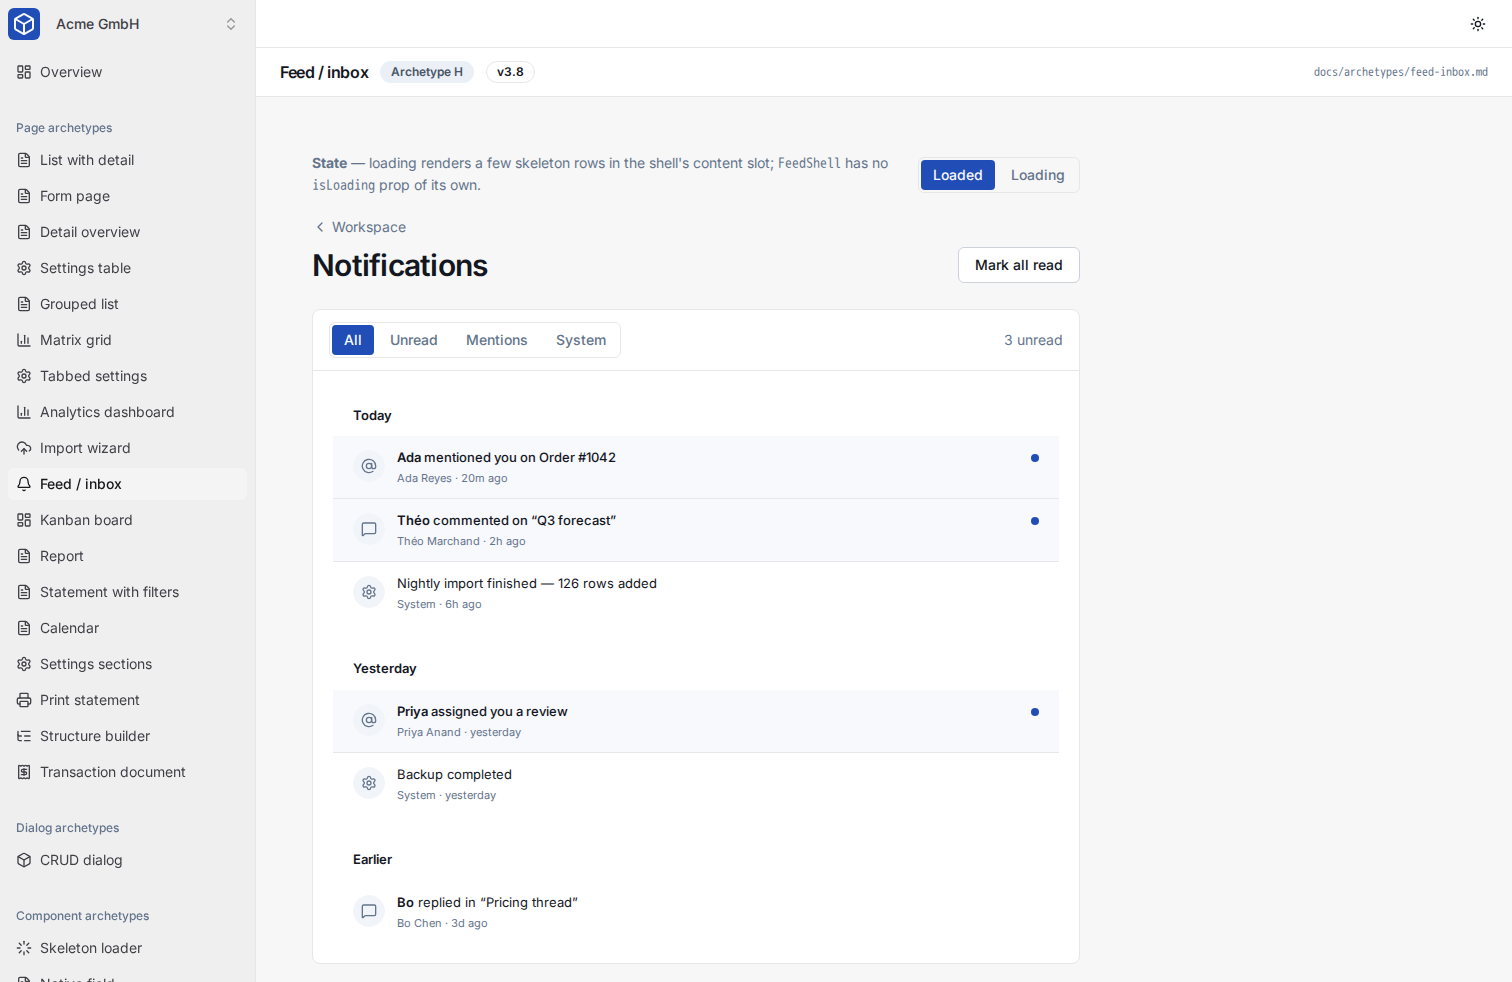 Acme GmbH
Overview
Page archetypes
List with detail
Form page
Detail overview
Settings table
Grouped list
Matrix grid
Tabbed settings
Analytics dashboard
Import wizard
Feed / inbox
Kanban board
Report
Statement with filters
Calendar
Settings sections
Print statement
Structure builder
Transaction document
Dialog archetypes
CRUD dialog
Component archetypes
Skeleton loader
Native field
Feed / inbox
Archetype H
v3.8
docs/archetypes/feed-inbox.md
State — loading renders a few skeleton rows in the shell's content slot; FeedShell has no
isLoading prop of its own.
Loaded
Loading
Workspace
Notifications
Mark all read
All
Unread
Mentions
System
3 unread
Today
Ada mentioned you on Order #1042
Ada Reyes · 20m ago
Théo commented on “Q3 forecast”
Théo Marchand · 2h ago
Nightly import finished — 126 rows added
System · 6h ago
Yesterday
Priya assigned you a review
Priya Anand · yesterday
Backup completed
System · yesterday
Earlier
Bo replied in “Pricing thread”
Bo Chen · 3d ago